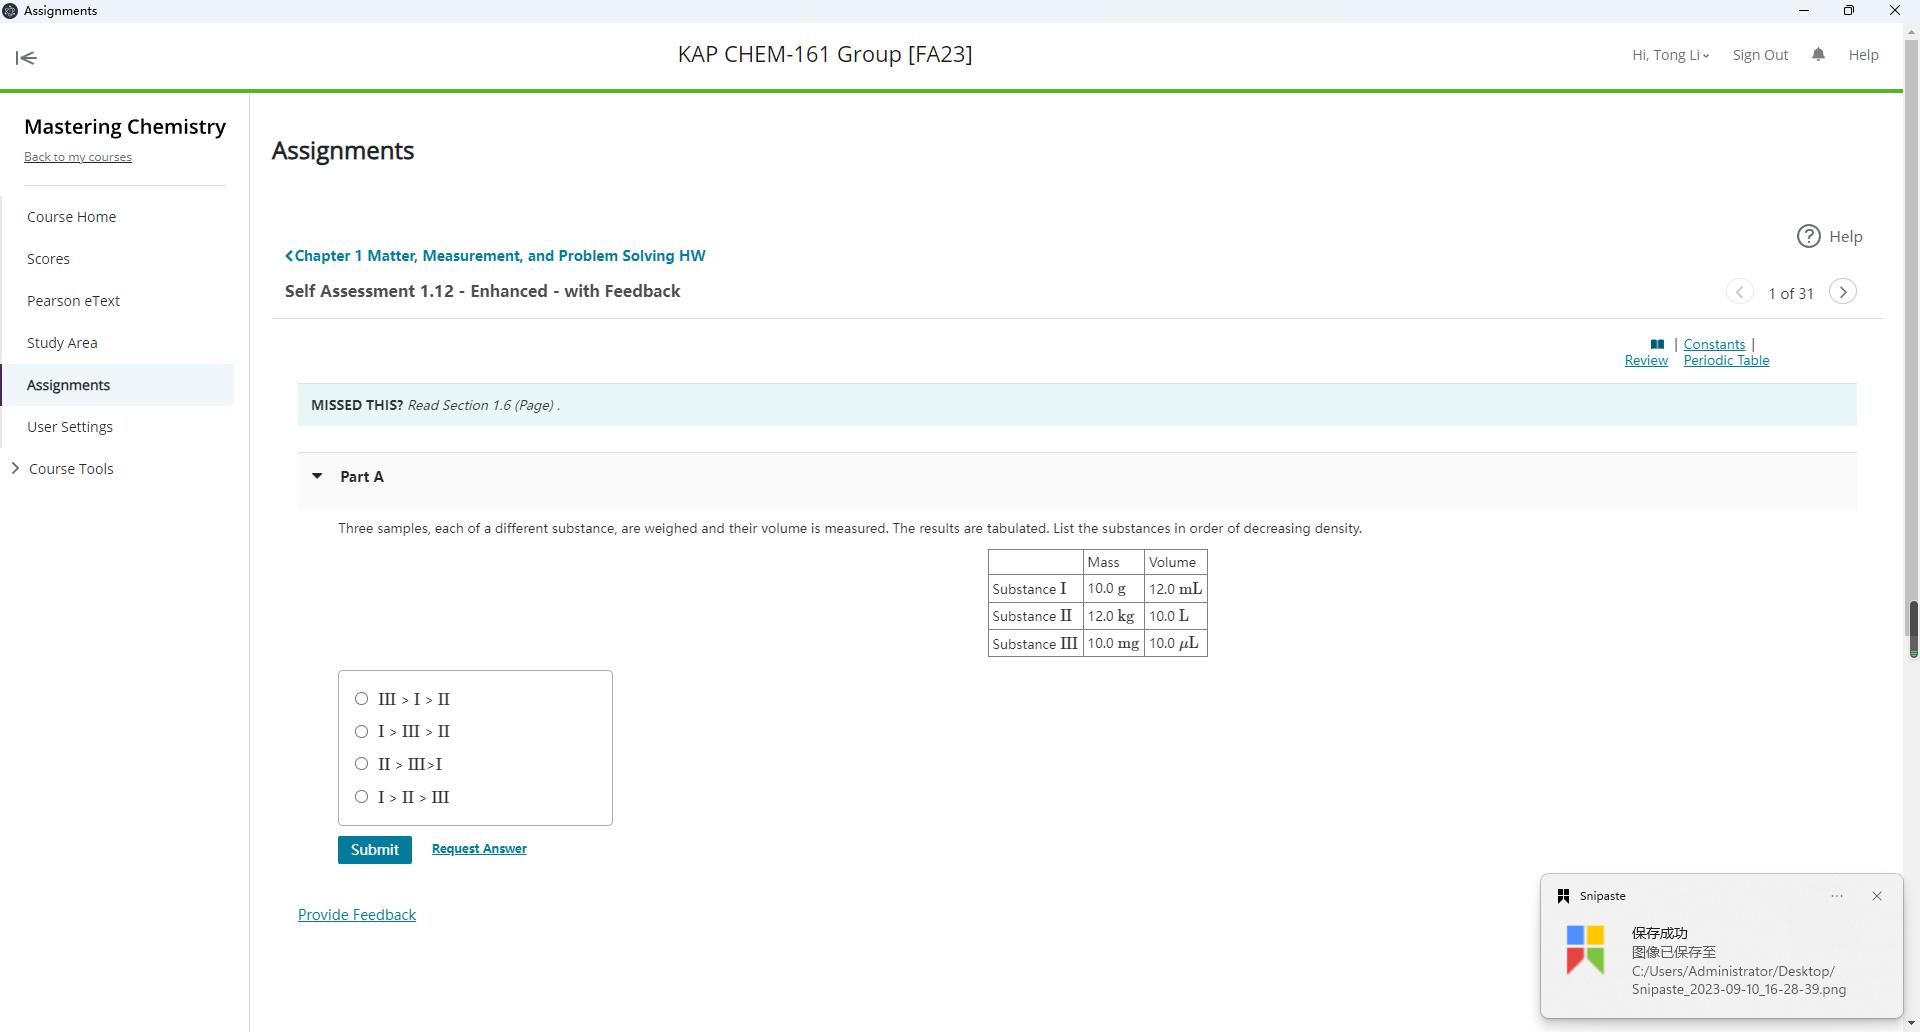 Assignments
KAP CHEM-161 Group [FA23]
Hi, Tong Li
Sign Out
Help
Mastering Chemistry
Back to my courses
Course Home
Scores
Pearson eText
Study Area
Assignments
User Settings
Course Tools
Assignments
Help
Chapter 1 Matter, Measurement, and Problem Solving HW
Self Assessment 1.12 - Enhanced - with Feedback
1 of 31
| Constants |
Review Periodic Table
MISSED THIS? Read Section 1.6 (Page) .
Part A
Three samples, each of a different substance, are weighed and their volume is measured. The results are tabulated. List the substances in order of decreasing density.
Mass Volume
Substance I 10.0 g 12.0 mL
Substance II 12.0 kg 10.0 L
Substance III 10.0 mg 10.0 μL
III > I > II
I > III > II
II > III>I
I > II > III
Submit Request Answer
Provide Feedback
Snipaste
保存成功
图像已保存至
C:/Users/Administrator/Desktop/
Snipaste_2023-09-10_16-28-39.png